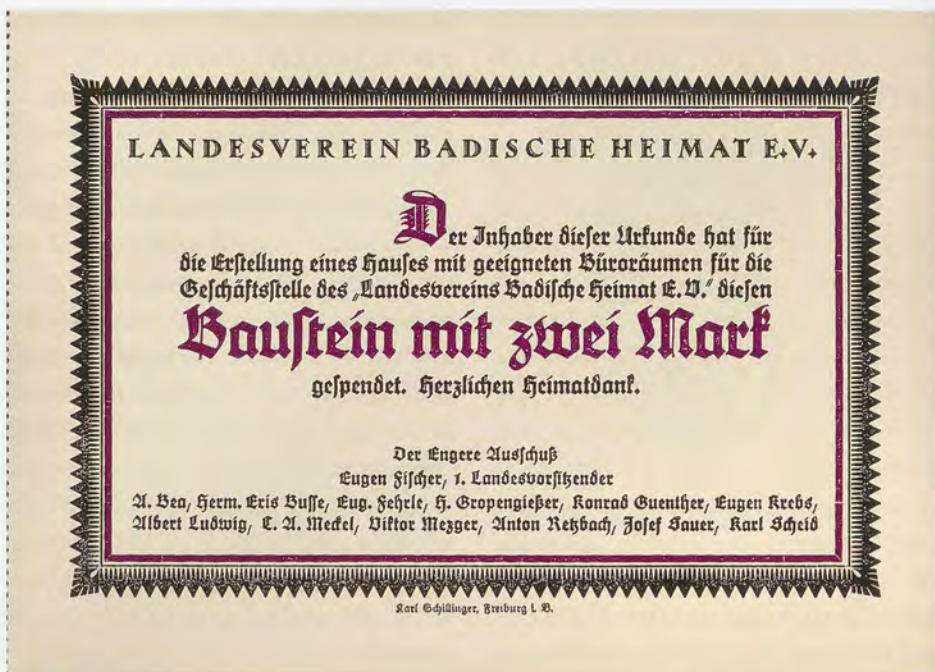 LANDESVEREIN BADISCHE HEIMAT E.V.
Der Inhaber dieser Urkunde hat für
die Erstellung eines Hauses mit geeigneten Büroräumen für die
Geschäftsstelle des „Landesvereins Badische Heimat E.V.“ diesen
Baustein mit zwei Mark
gespendet. Herzlichen Heimatdank.
Der Engere Ausschuß
Eugen Fischer, 1. Landesvorsitzender
A. Bea, Herm. Eris Busse, Eug. Fehrle, H. Gropengießer, Konrad Guenther, Eugen Krebs,
Albert Ludwig, C. A. Meckel, Viktor Mezger, Anton Retzbach, Josef Sauer, Karl Scheid
Karl Schillinger, Freiburg i. B.